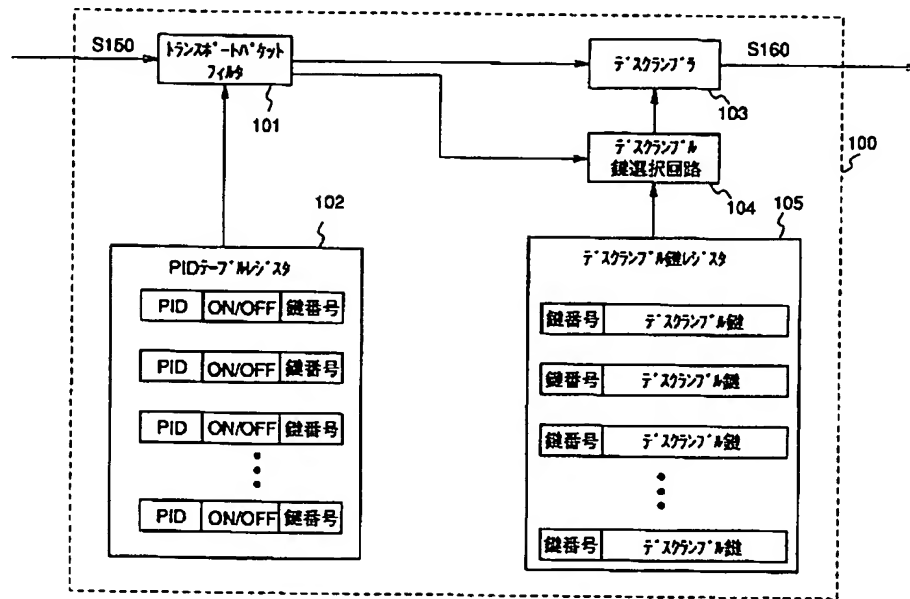 S150
トランスポートパケット
フィルタ
101
デスクランブラ
S160
103
デスクランブル
鍵選択回路
104
100
102
PIDテーブルレジスタ
PID ON/OFF 鍵番号
PID ON/OFF 鍵番号
PID ON/OFF 鍵番号
PID ON/OFF 鍵番号
105
デスクランブル鍵レジスタ
鍵番号 デスクランブル鍵
鍵番号 デスクランブル鍵
鍵番号 デスクランブル鍵
鍵番号 デスクランブル鍵